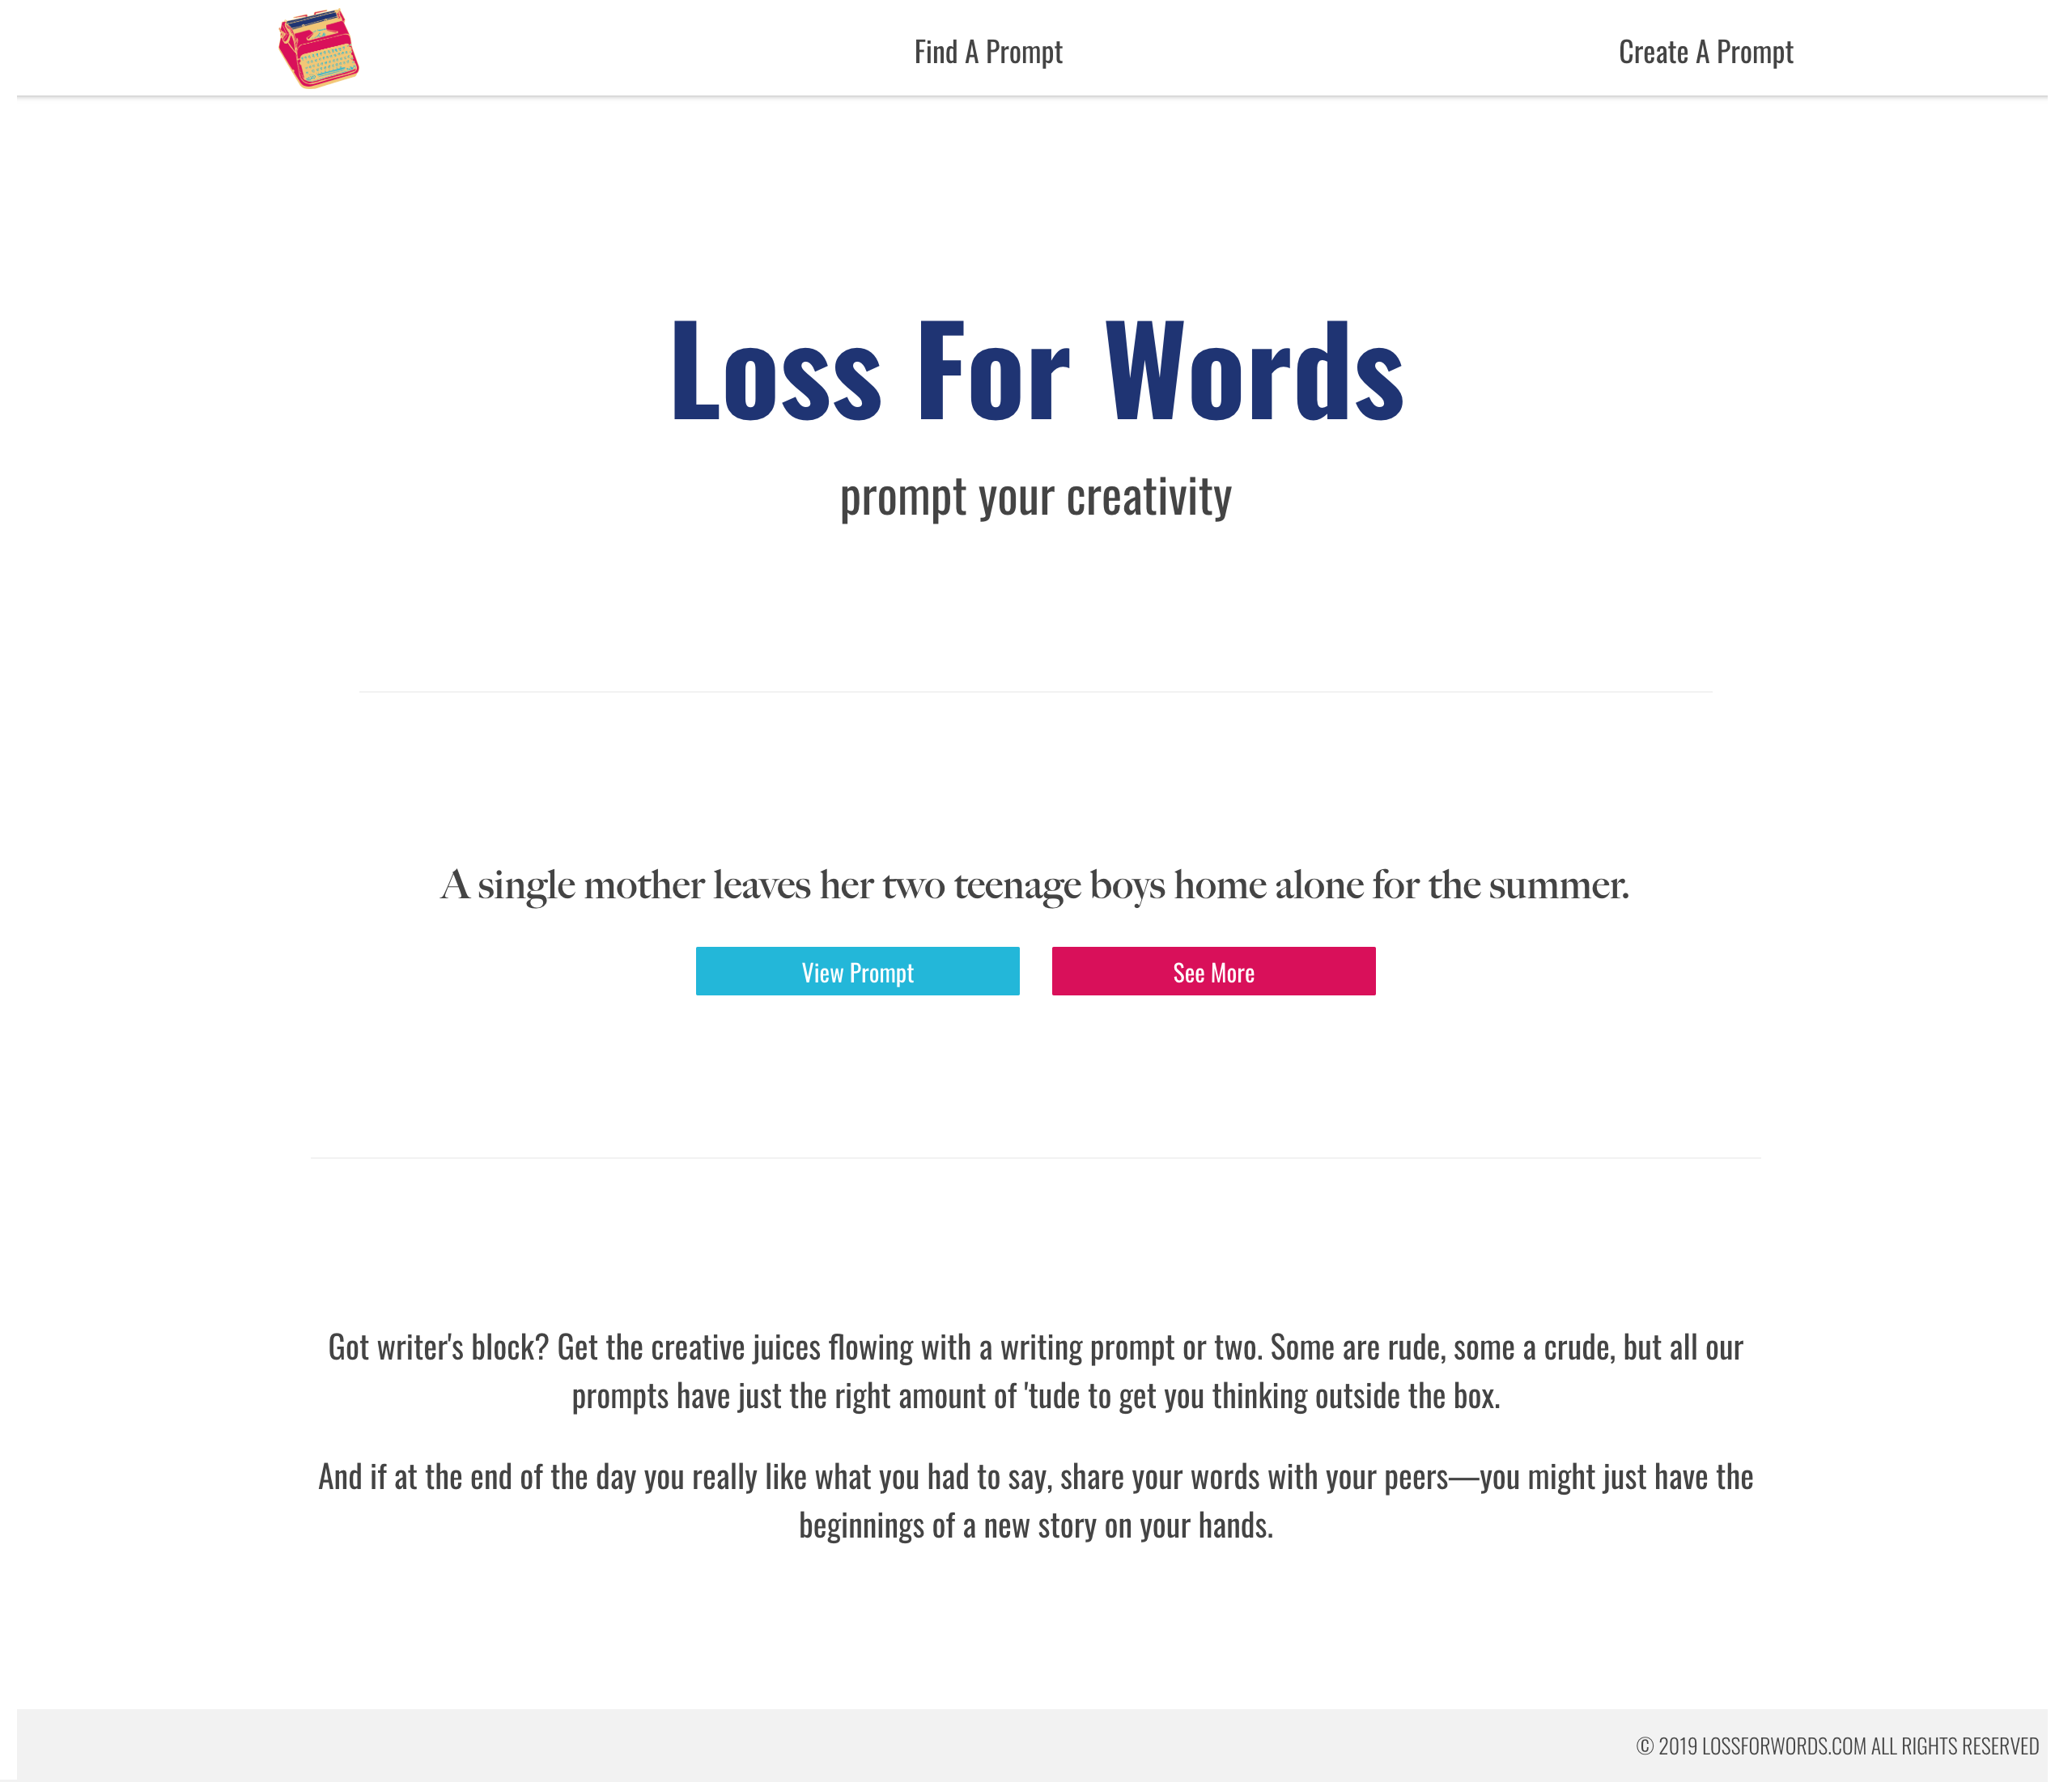 Find A Prompt
Create A Prompt
Loss For Words
prompt your creativity
A single mother leaves her two teenage boys home alone for the summer.
View Prompt
See More
Got writer's block? Get the creative juices flowing with a writing prompt or two. Some are rude, some a crude, but all our
prompts have just the right amount of 'tude to get you thinking outside the box.
And if at the end of the day you really like what you had to say, share your words with your peers—you might just have the
beginnings of a new story on your hands.
© 2019 LOSSFORWORDS.COM ALL RIGHTS RESERVED